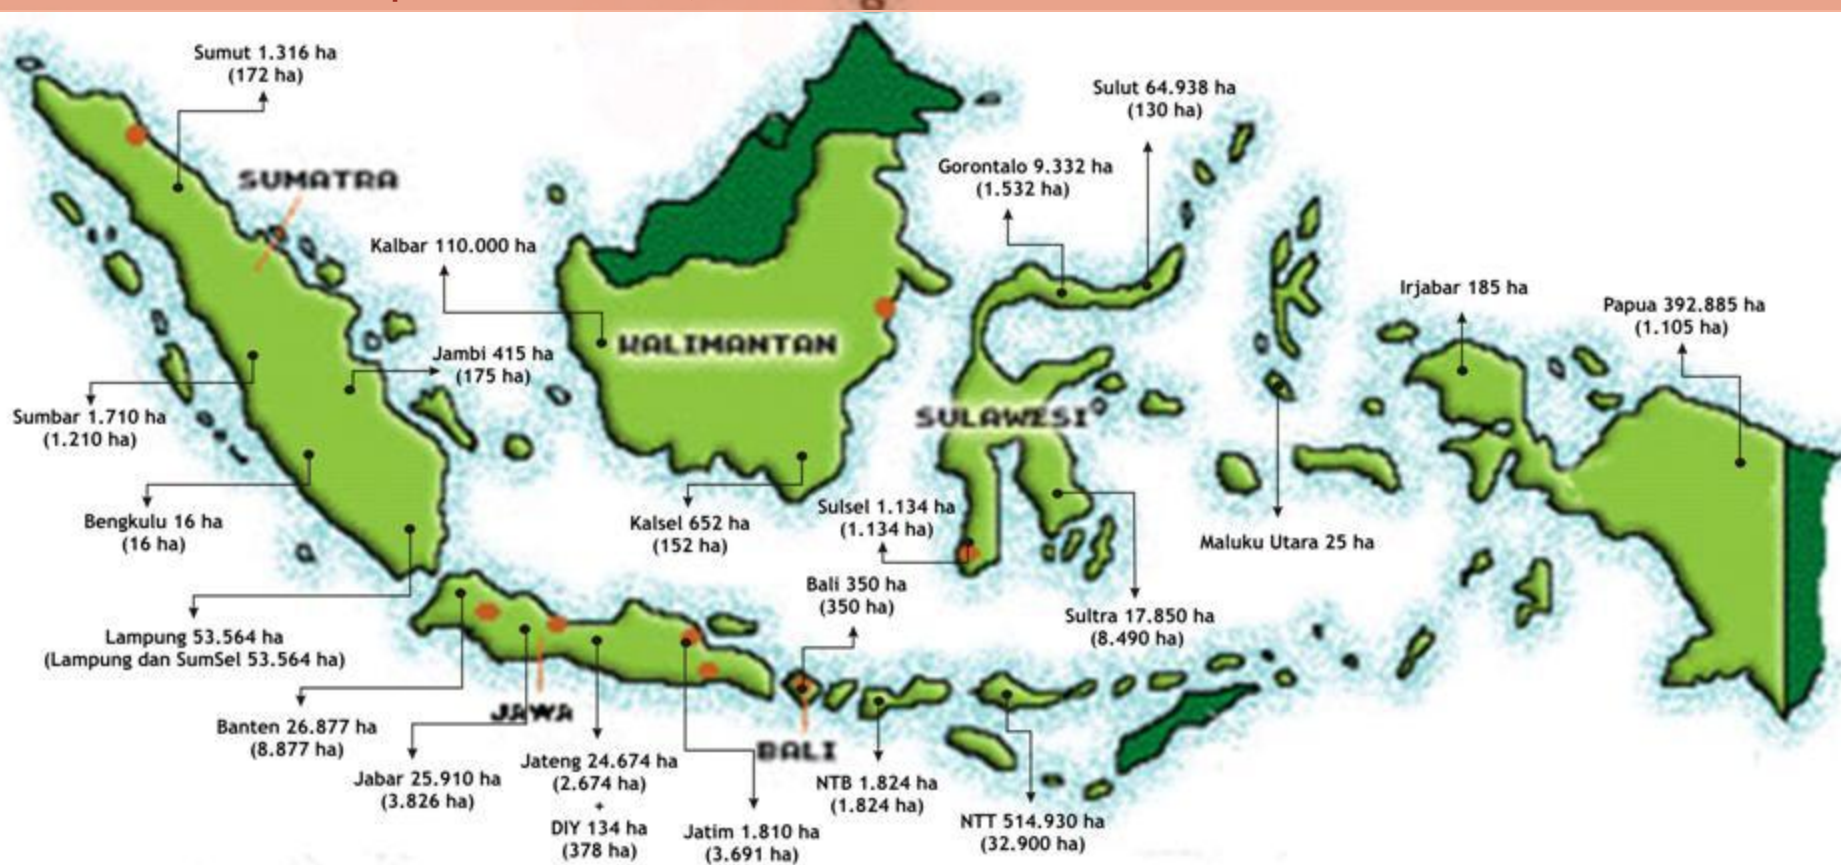 Sumut 1.316 ha
(172 ha)
SUMATRA
Kalbar 110.000 ha
Jambi 415 ha
(175 ha)
Sumbar 1.710 ha
(1.210 ha)
Bengkulu 16 ha
(16 ha)
Lampung 53.564 ha
(Lampung dan SumSel 53.564 ha)
Banten 26.877 ha
(8.877 ha)
JAWA
Jabar 25.910 ha
(3.826 ha)
Jateng 24.674 ha
(2.674 ha)
+
DIY 134 ha
(378 ha)
Jatim 1.810 ha
(3.691 ha)
KALIMANTAN
Kalsel 652 ha
(152 ha)
Sulsel 1.134 ha
(1.134 ha)
Bali 350 ha
(350 ha)
BALI
NTB 1.824 ha
(1.824 ha)
NTT 514.930 ha
(32.900 ha)
Sulut 64.938 ha
(130 ha)
Gorontalo 9.332 ha
(1.532 ha)
SULAWESI
Sultra 17.850 ha
(8.490 ha)
Maluku Utara 25 ha
Irjabar 185 ha
Papua 392.885 ha
(1.105 ha)